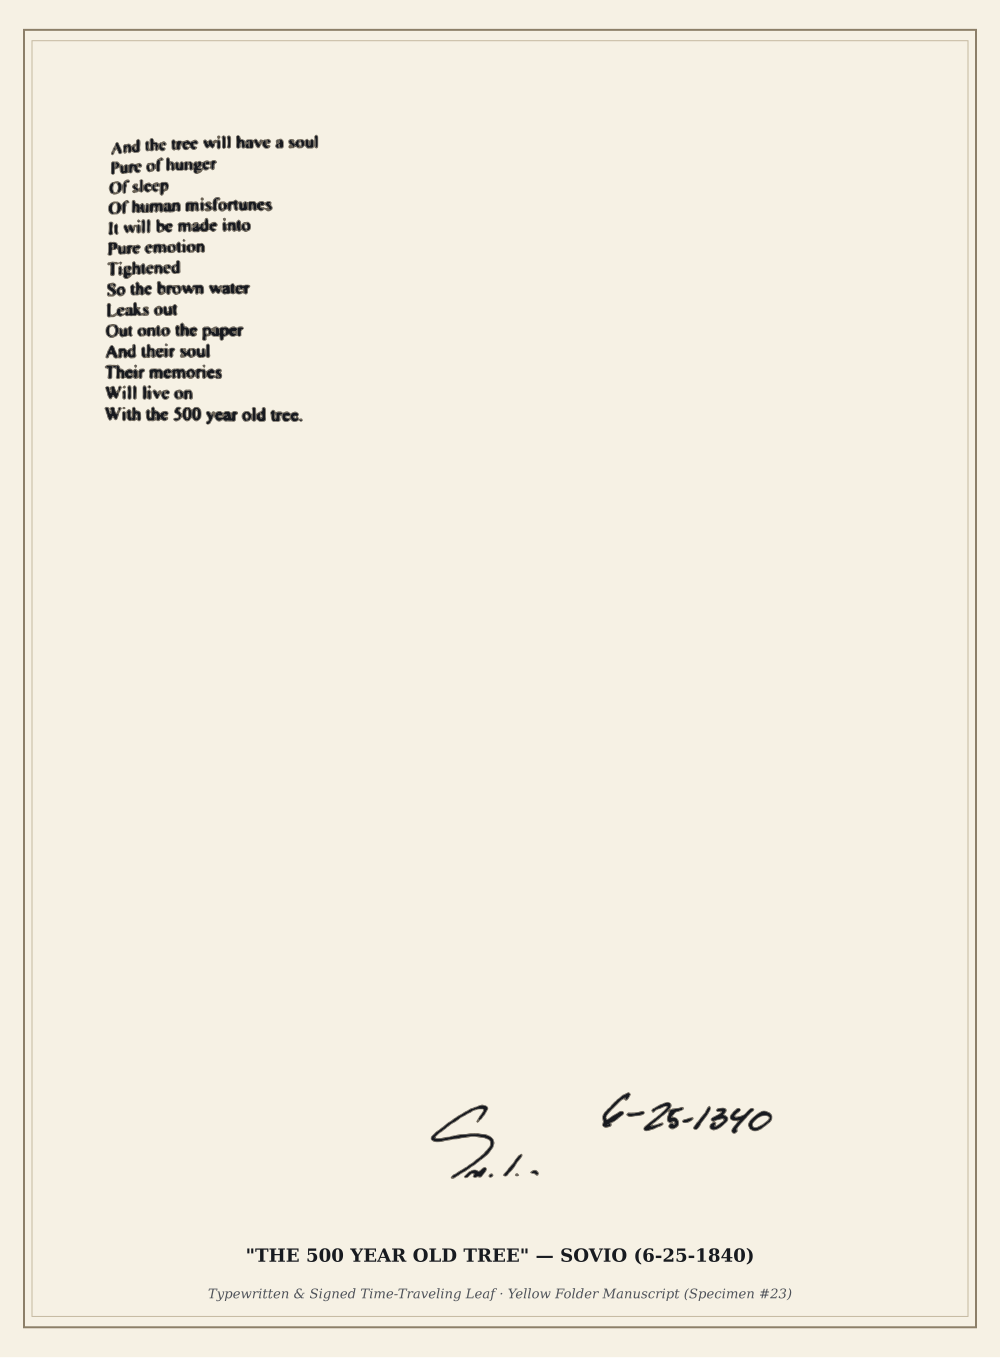 And the tree will have a soul
Pure of hunger
Of sleep
Of human misfortunes
It will be made into
Pure emotion
Tightened
So the brown water
Leaks out
Out onto the paper
And their soul
Their memories
Will live on
With the 500 year old tree.
6-25-1340
"THE 500 YEAR OLD TREE" — SOVIO (6-25-1840)
Typewritten & Signed Time-Traveling Leaf · Yellow Folder Manuscript (Specimen #23)